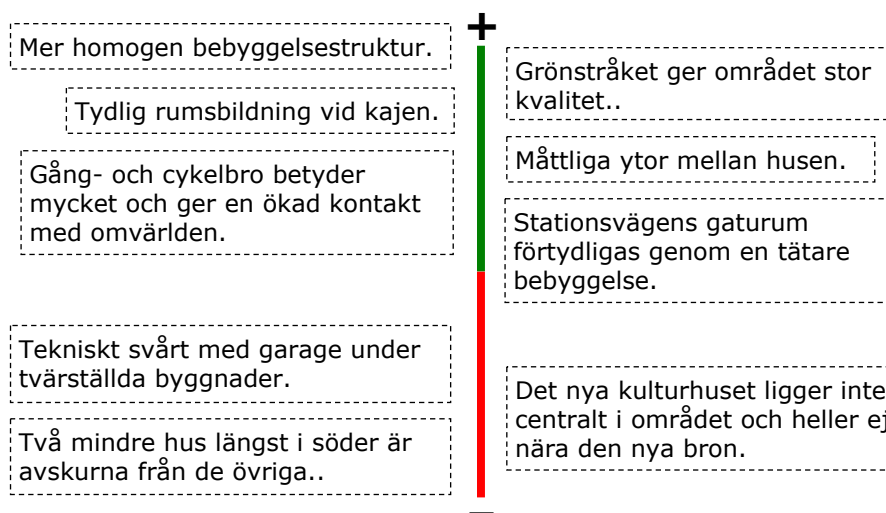 +
Mer homogen bebyggelsestruktur.
Tydlig rumsbildning vid kajen.
Gång- och cykelbro betyder
mycket och ger en ökad kontakt
med omvärlden.
Grönstråket ger området stor
kvalitet..
Måttliga ytor mellan husen.
Stationsvägens gaturum
förtydligas genom en tätare
bebyggelse.
Tekniskt svårt med garage under
tvärställda byggnader.
Två mindre hus längst i söder är
avskurna från de övriga..
Det nya kulturhuset ligger inte
centralt i området och heller ej
nära den nya bron.